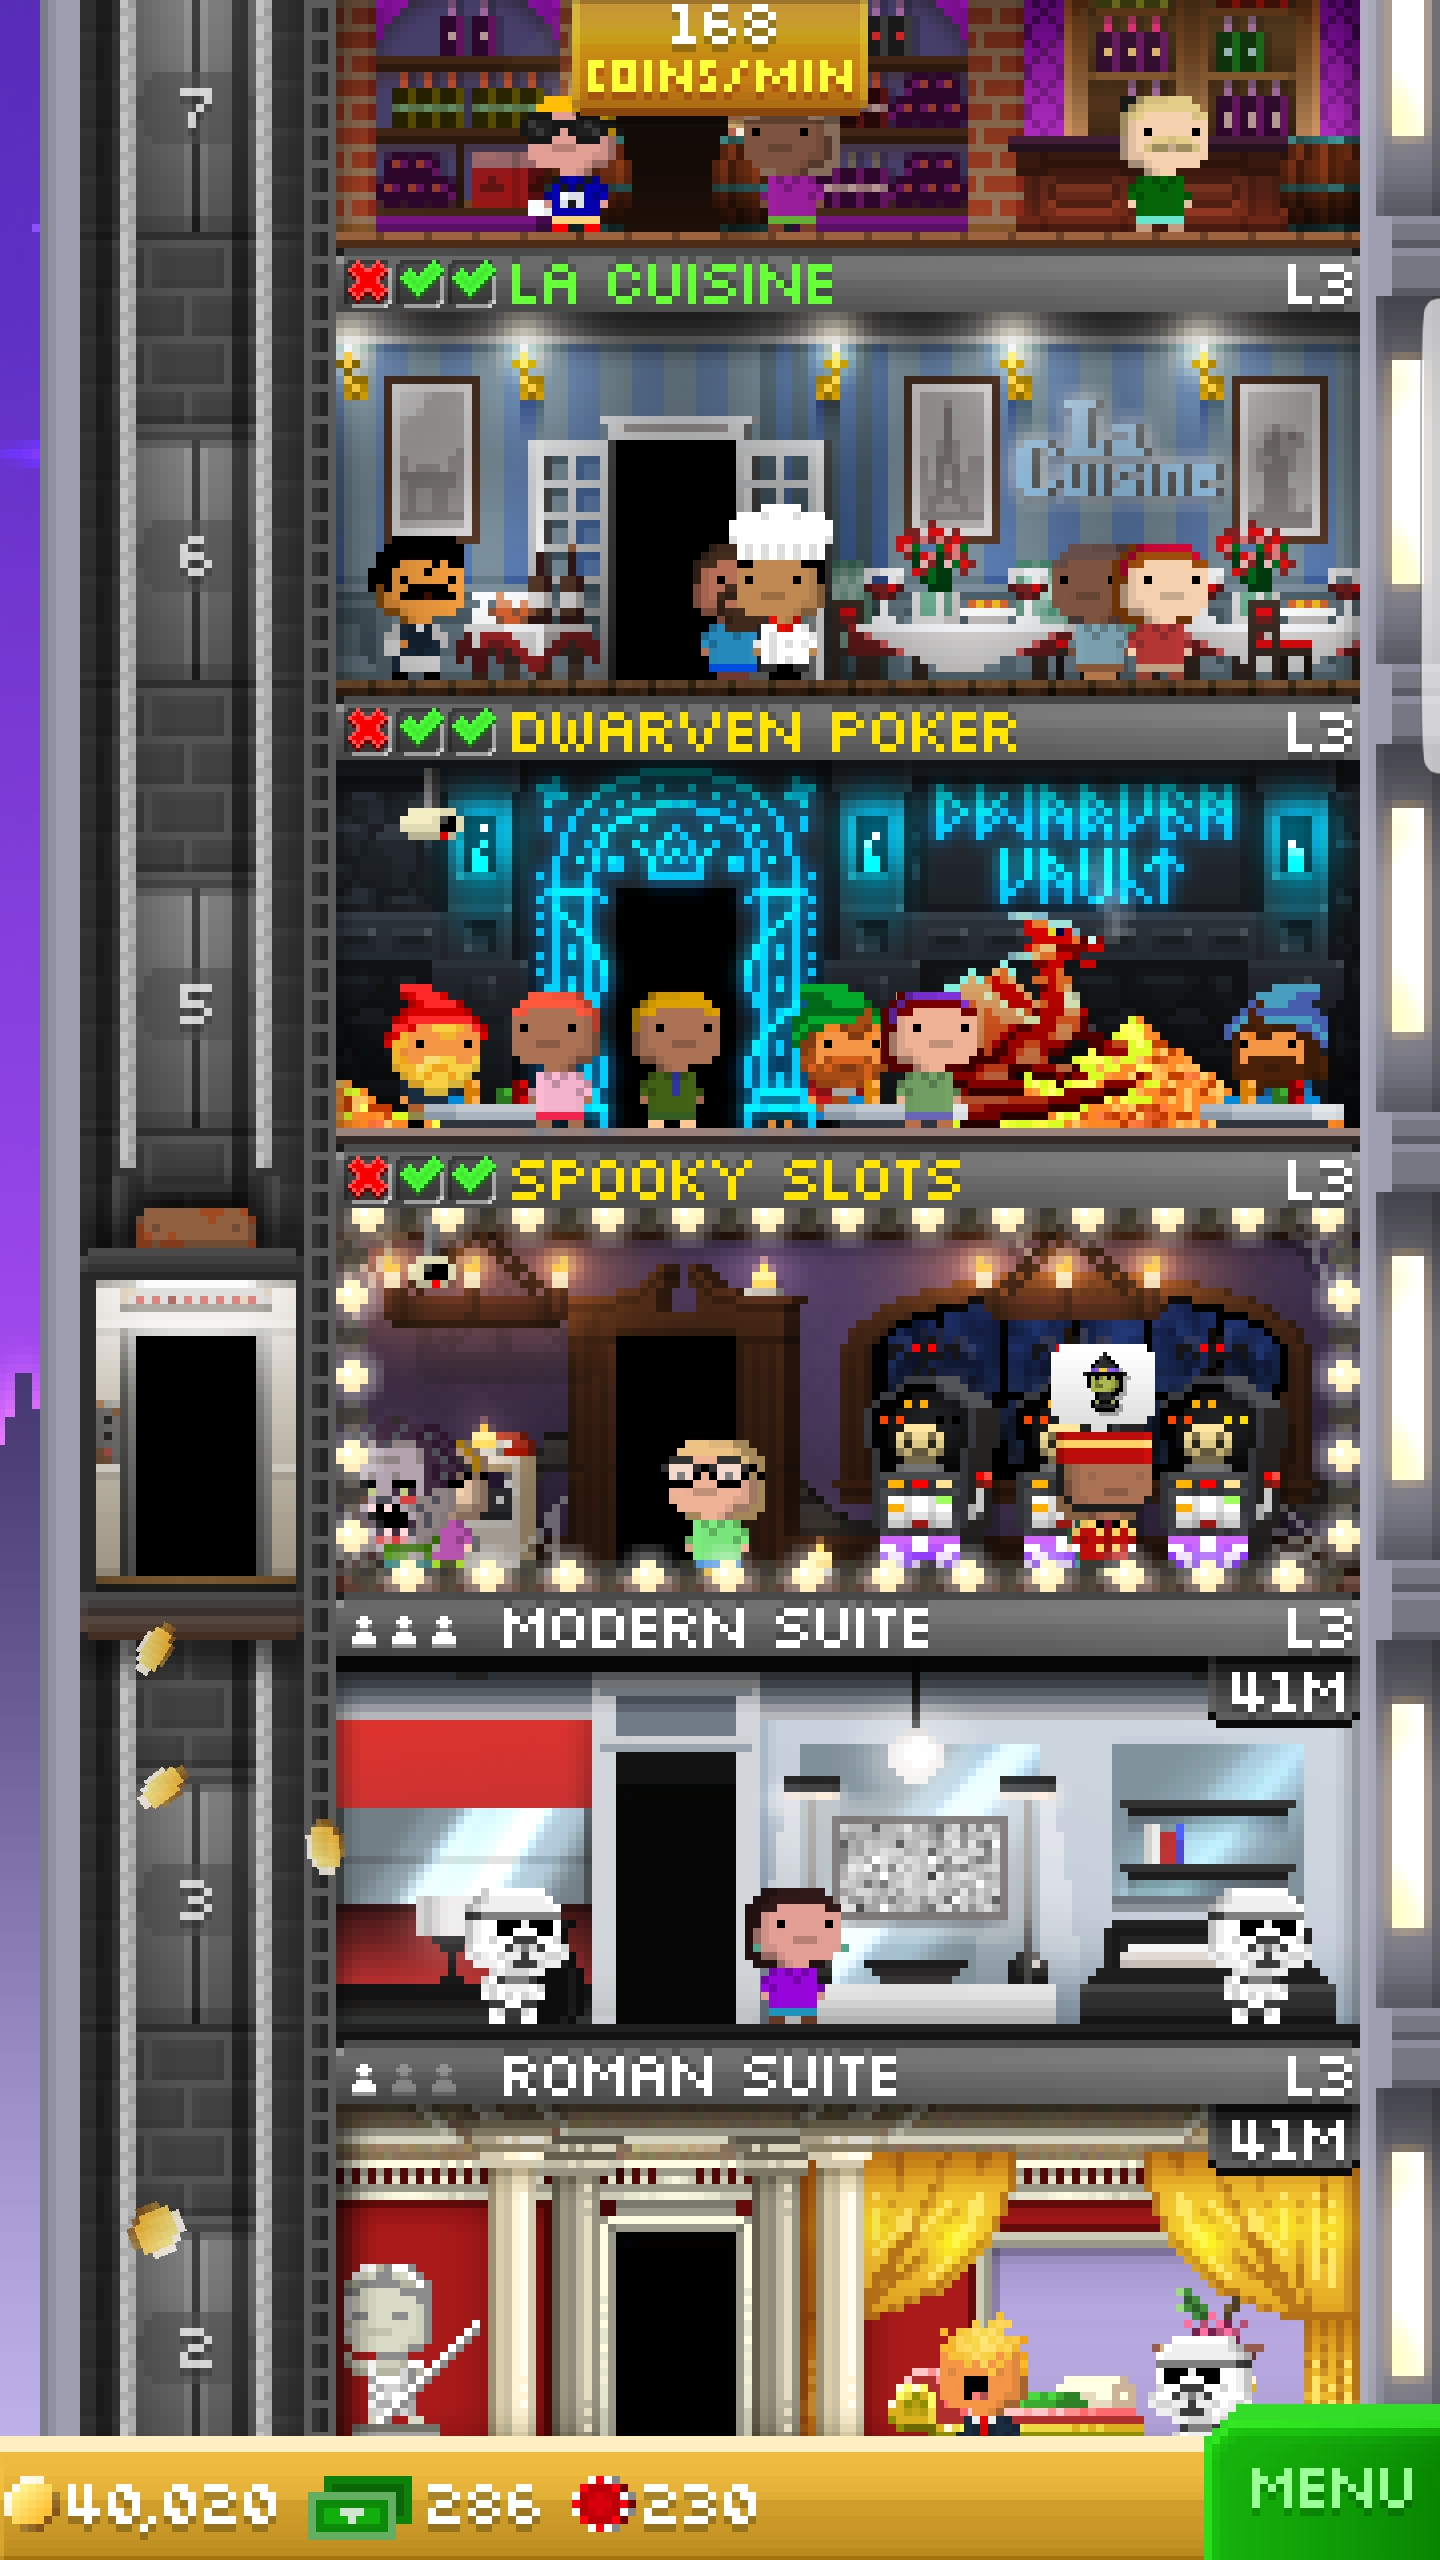 168
COINS/MIN
7
LA CUISINE L3
La
Cuisine
6
DWARVEN POKER L3
DWARVEN
VAULT
5
SPOOKY SLOTS L3
MODERN SUITE L3
41M
3
ROMAN SUITE L3
41M
2
40,020 286 230
MENU